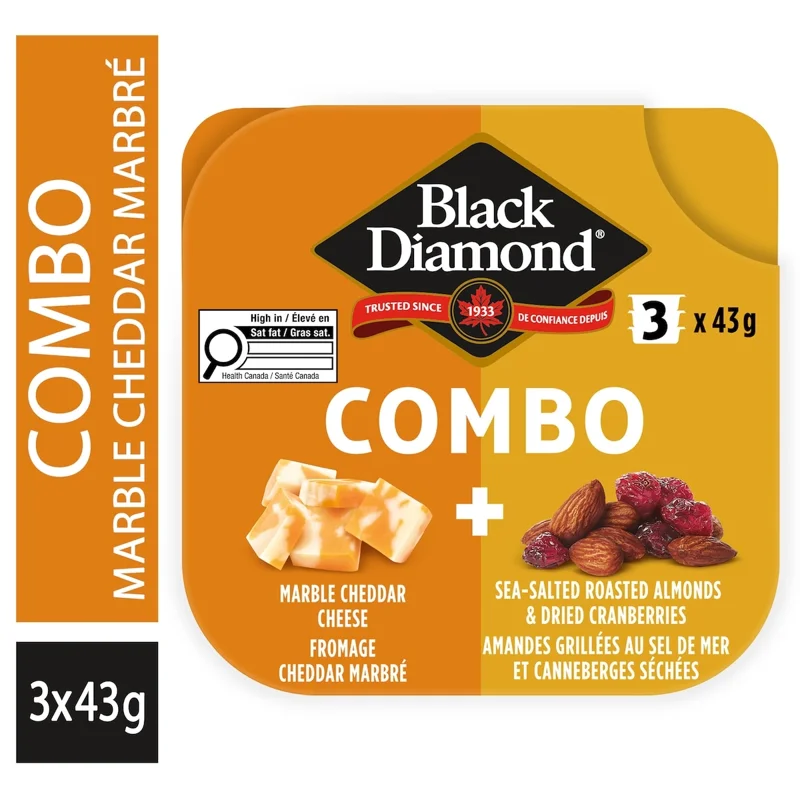 COMBO
MARBLE CHEDDAR MARBRÉ
3x43g
Black
Diamond®
TRUSTED SINCE
1933
DE CONFIANCE DEPUIS
3 x 43 g
High in / Élevé en
Sat fat / Gras sat.
Health Canada / Santé Canada
COMBO
+
MARBLE CHEDDAR
CHEESE
FROMAGE
CHEDDAR MARBRÉ
SEA-SALTED ROASTED ALMONDS
& DRIED CRANBERRIES
AMANDES GRILLÉES AU SEL DE MER
ET CANNEBERGES SÉCHÉES